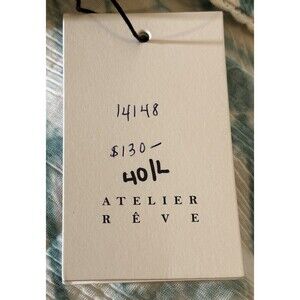 14148
$130-
40/L
ATELIER
RÊVE